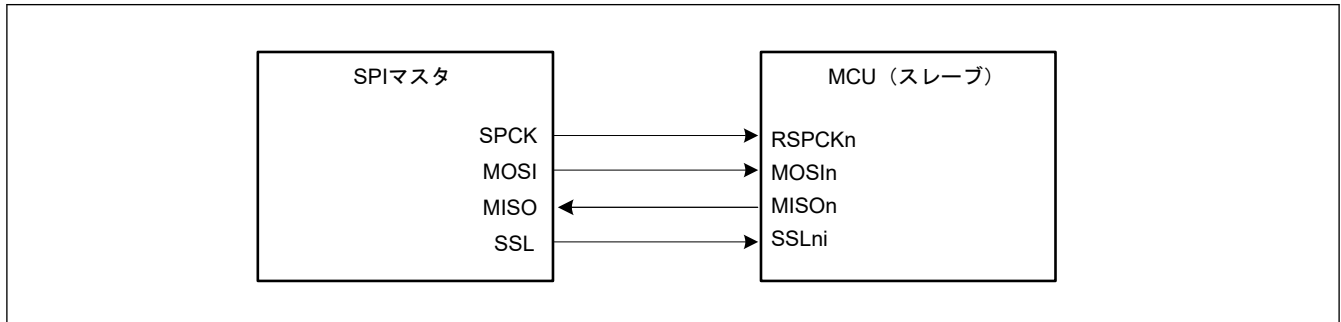 SPIマスタ
SPCK
MOSI
MISO
SSL
MCU（スレーブ）
RSPCKn
MOSIn
MISOn
SSLni